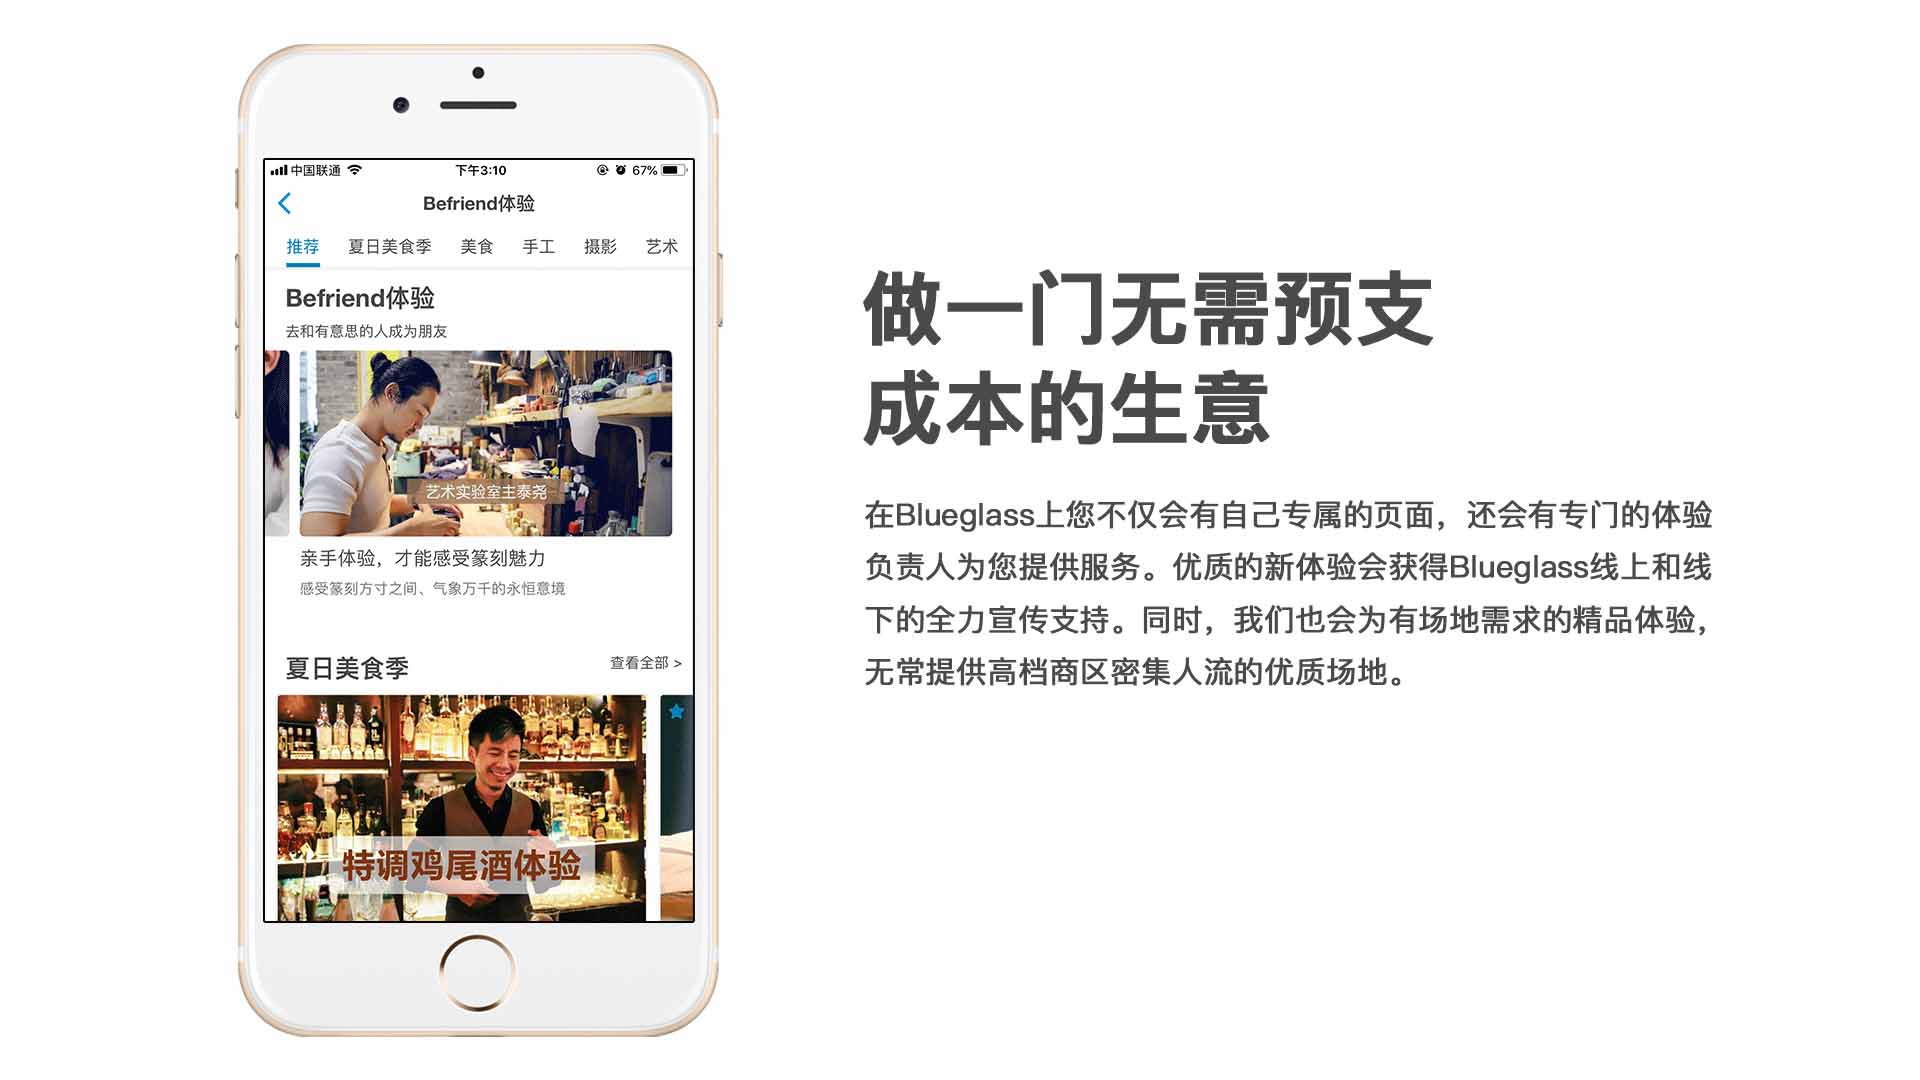 中国联通
下午3:10
67%
Befriend体验
推荐 夏日美食季 美食 手工 摄影 艺术
Befriend体验
去和有意思的人成为朋友
艺术实验室主泰尧
亲手体验，才能感受篆刻魅力
感受篆刻方寸之间、气象万千的永恒意境
夏日美食季
查看全部 >
特调鸡尾酒体验
做一门无需预支
成本的生意
在Blueglass上您不仅会有自己专属的页面，还会有专门的体验
负责人为您提供服务。优质的新体验会获得Blueglass线上和线
下的全力宣传支持。同时，我们也会为有场地需求的精品体验，
无常提供高档商区密集人流的优质场地。